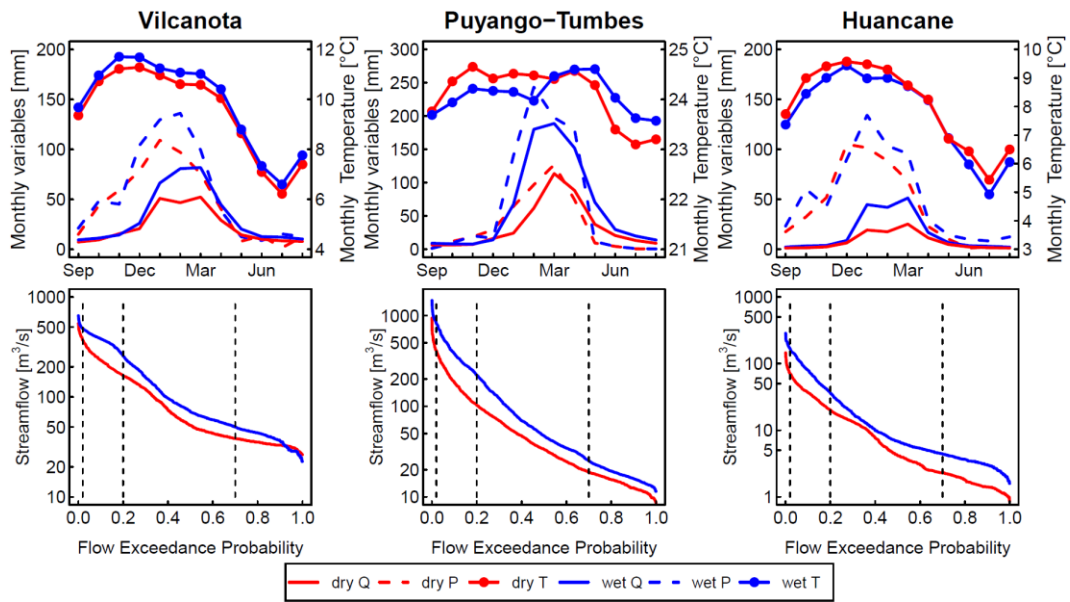 Vilcanota
Puyango−Tumbes
Huancane
Monthly variables [mm]
200
150
100
50
0
Monthly Temperature [°C]
12
10
8
6
4
Sep Dec Mar Jun
Monthly variables [mm]
300
250
200
150
100
50
0
Monthly Temperature [°C]
25
24
23
22
21
Sep Dec Mar Jun
Monthly variables [mm]
200
150
100
50
0
Monthly Temperature [°C]
10
9
8
7
6
5
4
3
Sep Dec Mar Jun
Streamflow [m³/s]
1000
500
200
100
50
20
10
0.0 0.2 0.4 0.6 0.8 1.0
Flow Exceedance Probability
Streamflow [m³/s]
1000
500
200
100
50
20
10
0.0 0.2 0.4 0.6 0.8 1.0
Flow Exceedance Probability
Streamflow [m³/s]
1000
500
100
50
10
5
1
0.0 0.2 0.4 0.6 0.8 1.0
Flow Exceedance Probability
dry Q dry P dry T wet Q wet P wet T